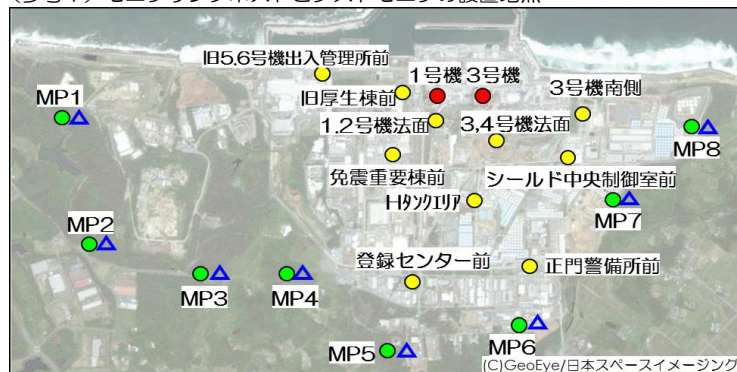 旧5.6号機出入管理所前
1号機 3号機
旧厚生棟前
3号機南側
MP1
1.2号機法面
3,4号機法面
MP8
免震重要棟前
シールド中央制御室前
Hタンクエリア
MP7
MP2
登録センター前
正門警備所前
MP3
MP4
MP5
MP6
(C)GeoEye/日本スペースイメージング